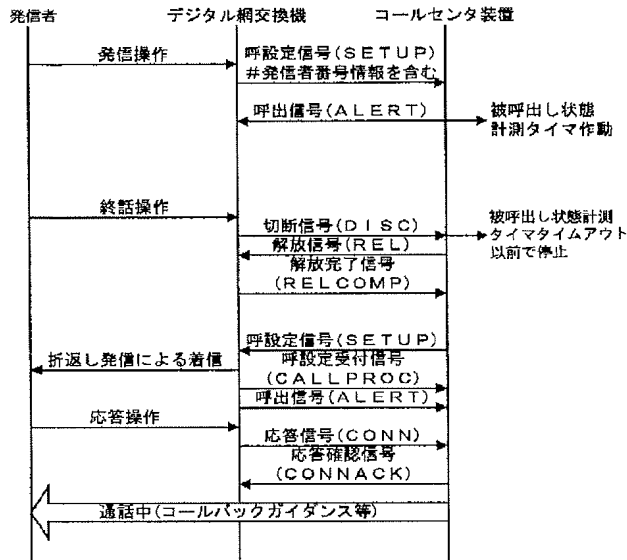 発信者
デジタル網交換機
コールセンタ装置
発信操作
呼設定信号(SETUP)
#発信者番号情報を含む
呼出信号(ALERT)
被呼出し状態
計測タイマ作動
終話操作
切断信号(DISC)
解放信号(REL)
解放完了信号
(RELCOMP)
被呼出し状態計測
タイマタイムアウト
以前で停止
呼設定信号(SETUP)
折返し発信による着信
呼設定受付信号
(CALLPROC)
呼出信号(ALERT)
応答操作
応答信号(CONN)
応答確認信号
(CONNACK)
通話中(コールバックガイダンス等)